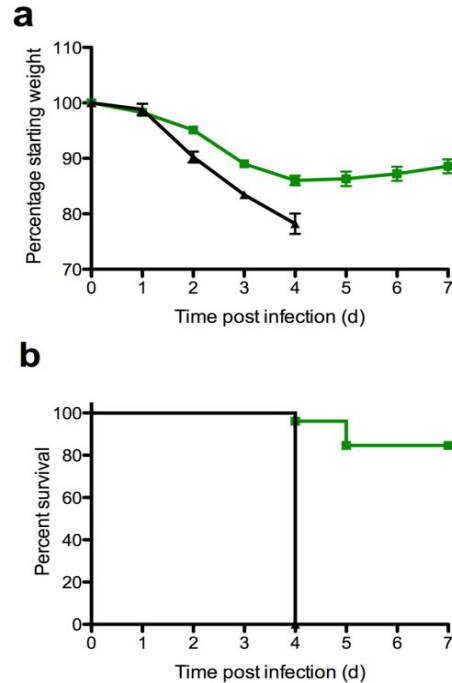 a
110
100
90
80
70
Percentage starting weight
0 1 2 3 4 5 6 7
Time post infection (d)
b
100
80
60
40
20
0
Percent survival
0 1 2 3 4 5 6 7
Time post infection (d)